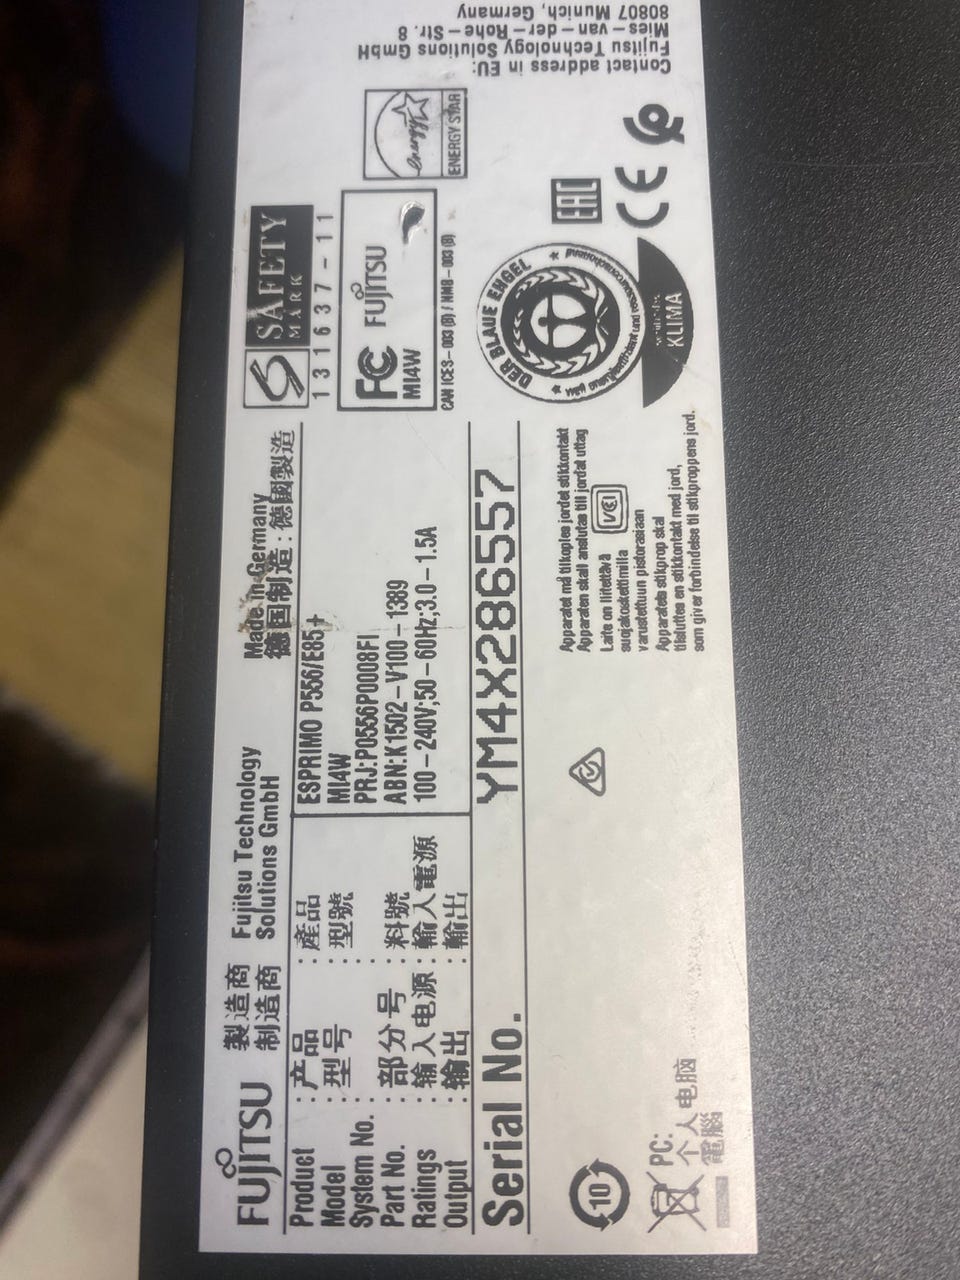 FUJITSU
製造商
制造商
Fujitsu Technology
Solutions GmbH
Made in Germany
德国制造:德國製造
Product :产品 :產品 ESPRIMO P556/E85+
Model :型号 :型號 MI4W
System No. : : PRJ:P0556P0008FI
Part No. :部分号 :料號 ABN:K1502-V100-1389
Ratings :输入电源 :輸入電源 100-240V;50-60Hz;3.0-1.5A
Output :输出 :輸出
Serial No. YM4X286557
SAFETY
MARK
131637-11
FC FUJITSU
MI4W
CAN ICES-003 (B) / NMB-003 (B)
energy
ENERGY STAR
Contact address in EU:
Fujitsu Technology Solutions GmbH
Mies-van-der-Rohe-Str. 8
80807 Munich, Germany
10
PC:
个人电脑
電腦
Apparatet må tilkoples jordet stikkontakt
Apparaten skall anslutas till jordat uttag
Laite on liitettävä
suojakoskettimilla
varustettuun pistorasiaan
VCCI
Apparatets stikprop skal
tilsluttes en stikkontakt med jord,
som giver forbindelse til stikproppens jord.
DER BLAUE ENGEL
KLIMA
EAC
CE